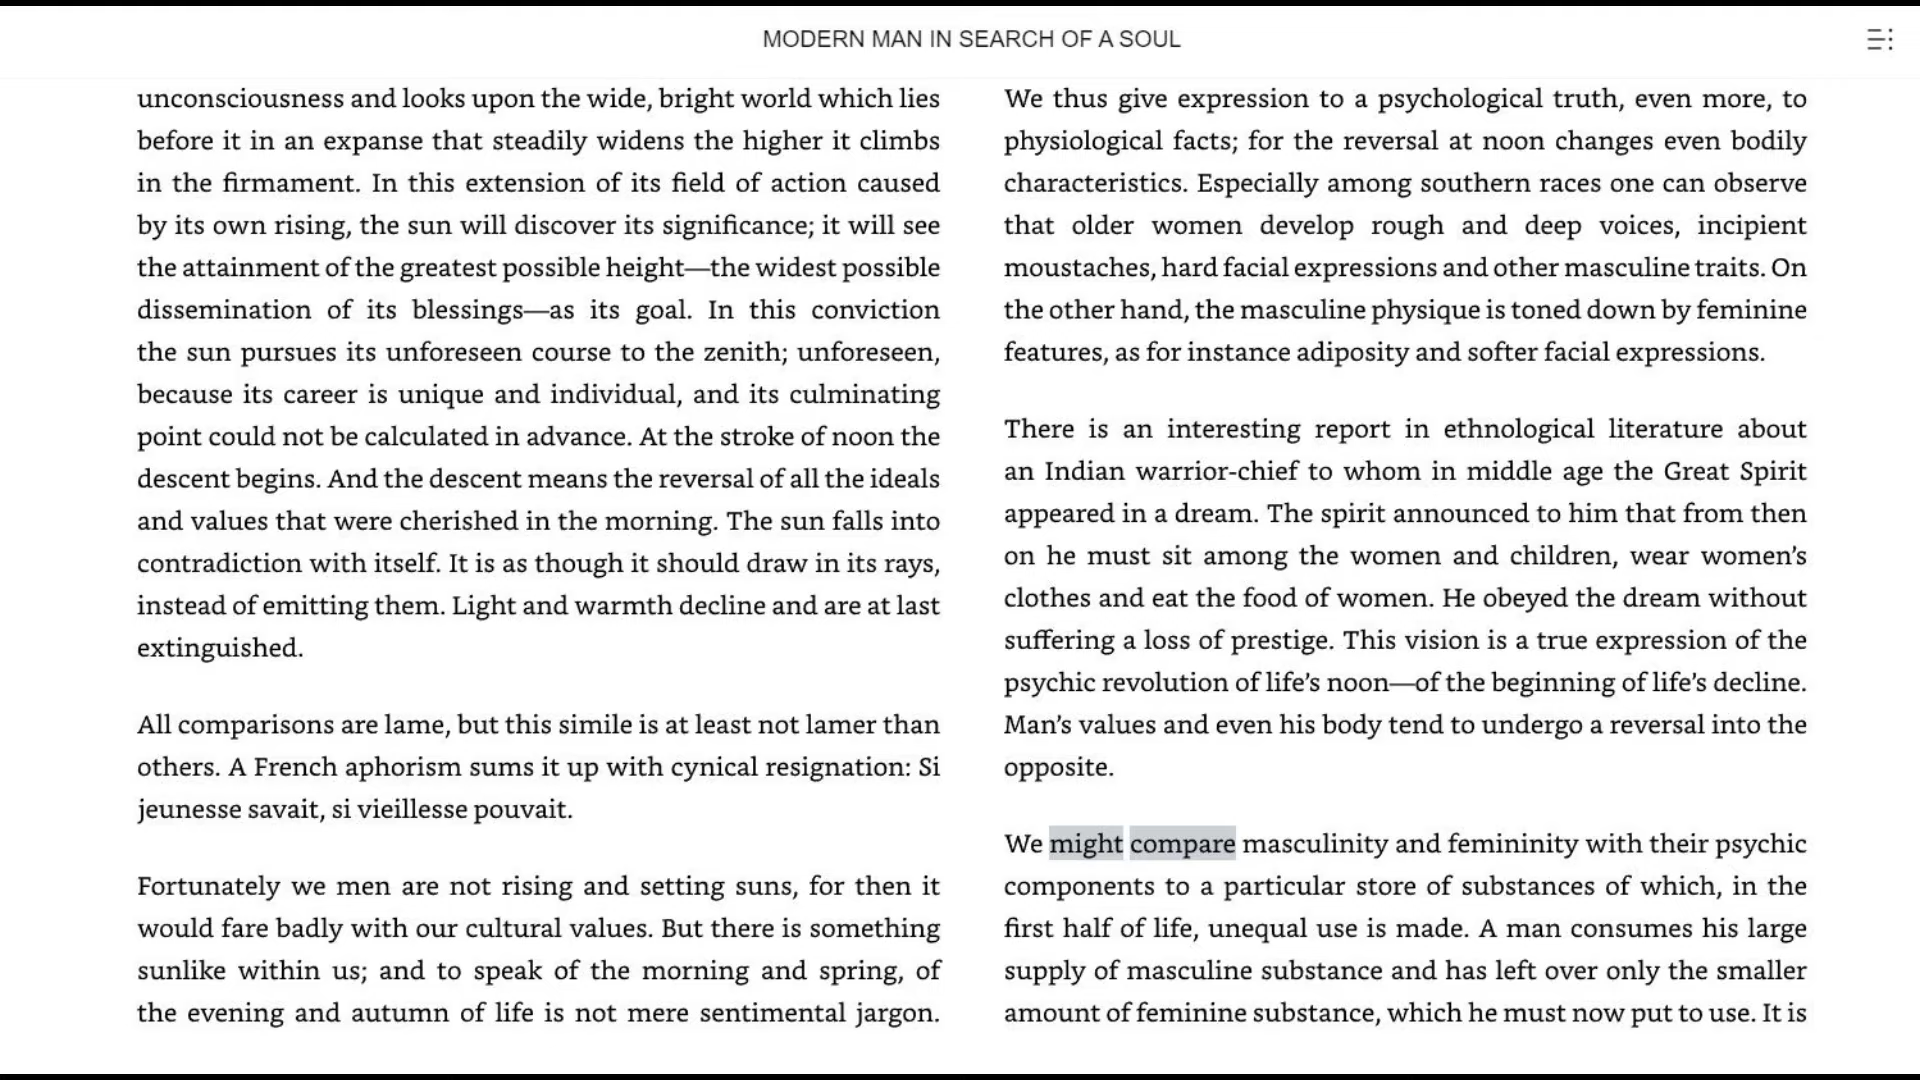 MODERN MAN IN SEARCH OF A SOUL
unconsciousness and looks upon the wide, bright world which lies
before it in an expanse that steadily widens the higher it climbs
in the firmament. In this extension of its field of action caused
by its own rising, the sun will discover its significance; it will see
the attainment of the greatest possible height—the widest possible
dissemination of its blessings—as its goal. In this conviction
the sun pursues its unforeseen course to the zenith; unforeseen,
because its career is unique and individual, and its culminating
point could not be calculated in advance. At the stroke of noon the
descent begins. And the descent means the reversal of all the ideals
and values that were cherished in the morning. The sun falls into
contradiction with itself. It is as though it should draw in its rays,
instead of emitting them. Light and warmth decline and are at last
extinguished.
All comparisons are lame, but this simile is at least not lamer than
others. A French aphorism sums it up with cynical resignation: Si
jeunesse savait, si vieillesse pouvait.
Fortunately we men are not rising and setting suns, for then it
would fare badly with our cultural values. But there is something
sunlike within us; and to speak of the morning and spring, of
the evening and autumn of life is not mere sentimental jargon.
We thus give expression to a psychological truth, even more, to
physiological facts; for the reversal at noon changes even bodily
characteristics. Especially among southern races one can observe
that older women develop rough and deep voices, incipient
moustaches, hard facial expressions and other masculine traits. On
the other hand, the masculine physique is toned down by feminine
features, as for instance adiposity and softer facial expressions.
There is an interesting report in ethnological literature about
an Indian warrior-chief to whom in middle age the Great Spirit
appeared in a dream. The spirit announced to him that from then
on he must sit among the women and children, wear women’s
clothes and eat the food of women. He obeyed the dream without
suffering a loss of prestige. This vision is a true expression of the
psychic revolution of life’s noon—of the beginning of life’s decline.
Man’s values and even his body tend to undergo a reversal into the
opposite.
We might compare masculinity and femininity with their psychic
components to a particular store of substances of which, in the
first half of life, unequal use is made. A man consumes his large
supply of masculine substance and has left over only the smaller
amount of feminine substance, which he must now put to use. It is